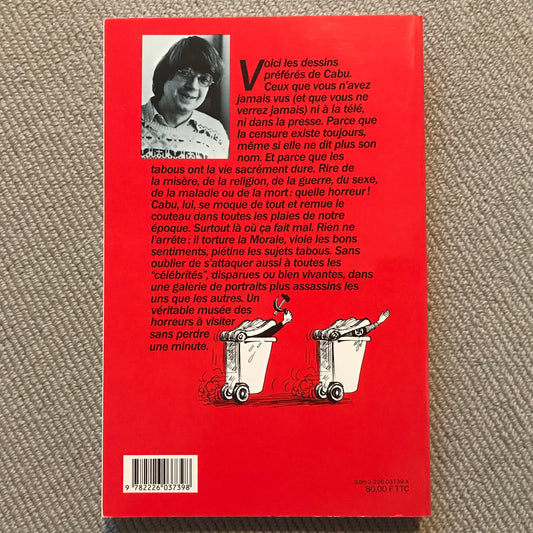 Voici les dessins
préférés de Cabu.
Ceux que vous n'avez
jamais vus (et que vous ne
verrez jamais) ni à la télé,
ni dans la presse. Parce que
la censure existe toujours,
même si elle ne dit plus son
nom. Et parce que les
tabous ont la vie sacrément dure. Rire de
la misère, de la religion, de la guerre, du sexe,
de la maladie ou de la mort : quelle horreur !
Cabu, lui, se moque de tout et remue le
couteau dans toutes les plaies de notre
époque. Surtout là où ça fait mal. Rien ne
l'arrête : il torture la Morale, viole les bons
sentiments, piétine les sujets tabous. Sans
oublier de s'attaquer aussi à toutes les
"célébrités", disparues ou bien vivantes, dans
une galerie de portraits plus assassins les
uns que les autres. Un
véritable musée des
horreurs à visiter
sans perdre
une minute.
9 782226 037398
ISBN 2-226-03739-X
80,00 F TTC